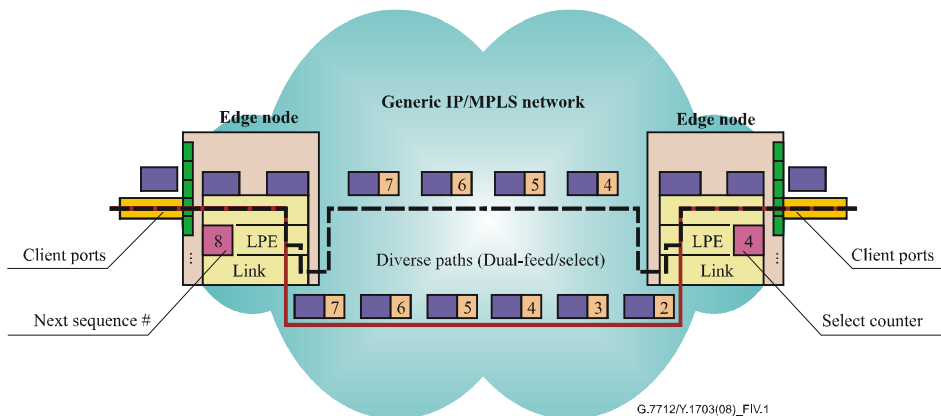 Generic IP/MPLS network
Edge node
Edge node
7 6 5 4
8 LPE
LPE 4
Client ports
Client ports
⋮
⋮
Link
Link
Diverse paths (Dual-feed/select)
7 6 5 4 3 2
Next sequence #
Select counter
G.7712/Y.1703(08)_FIV.1